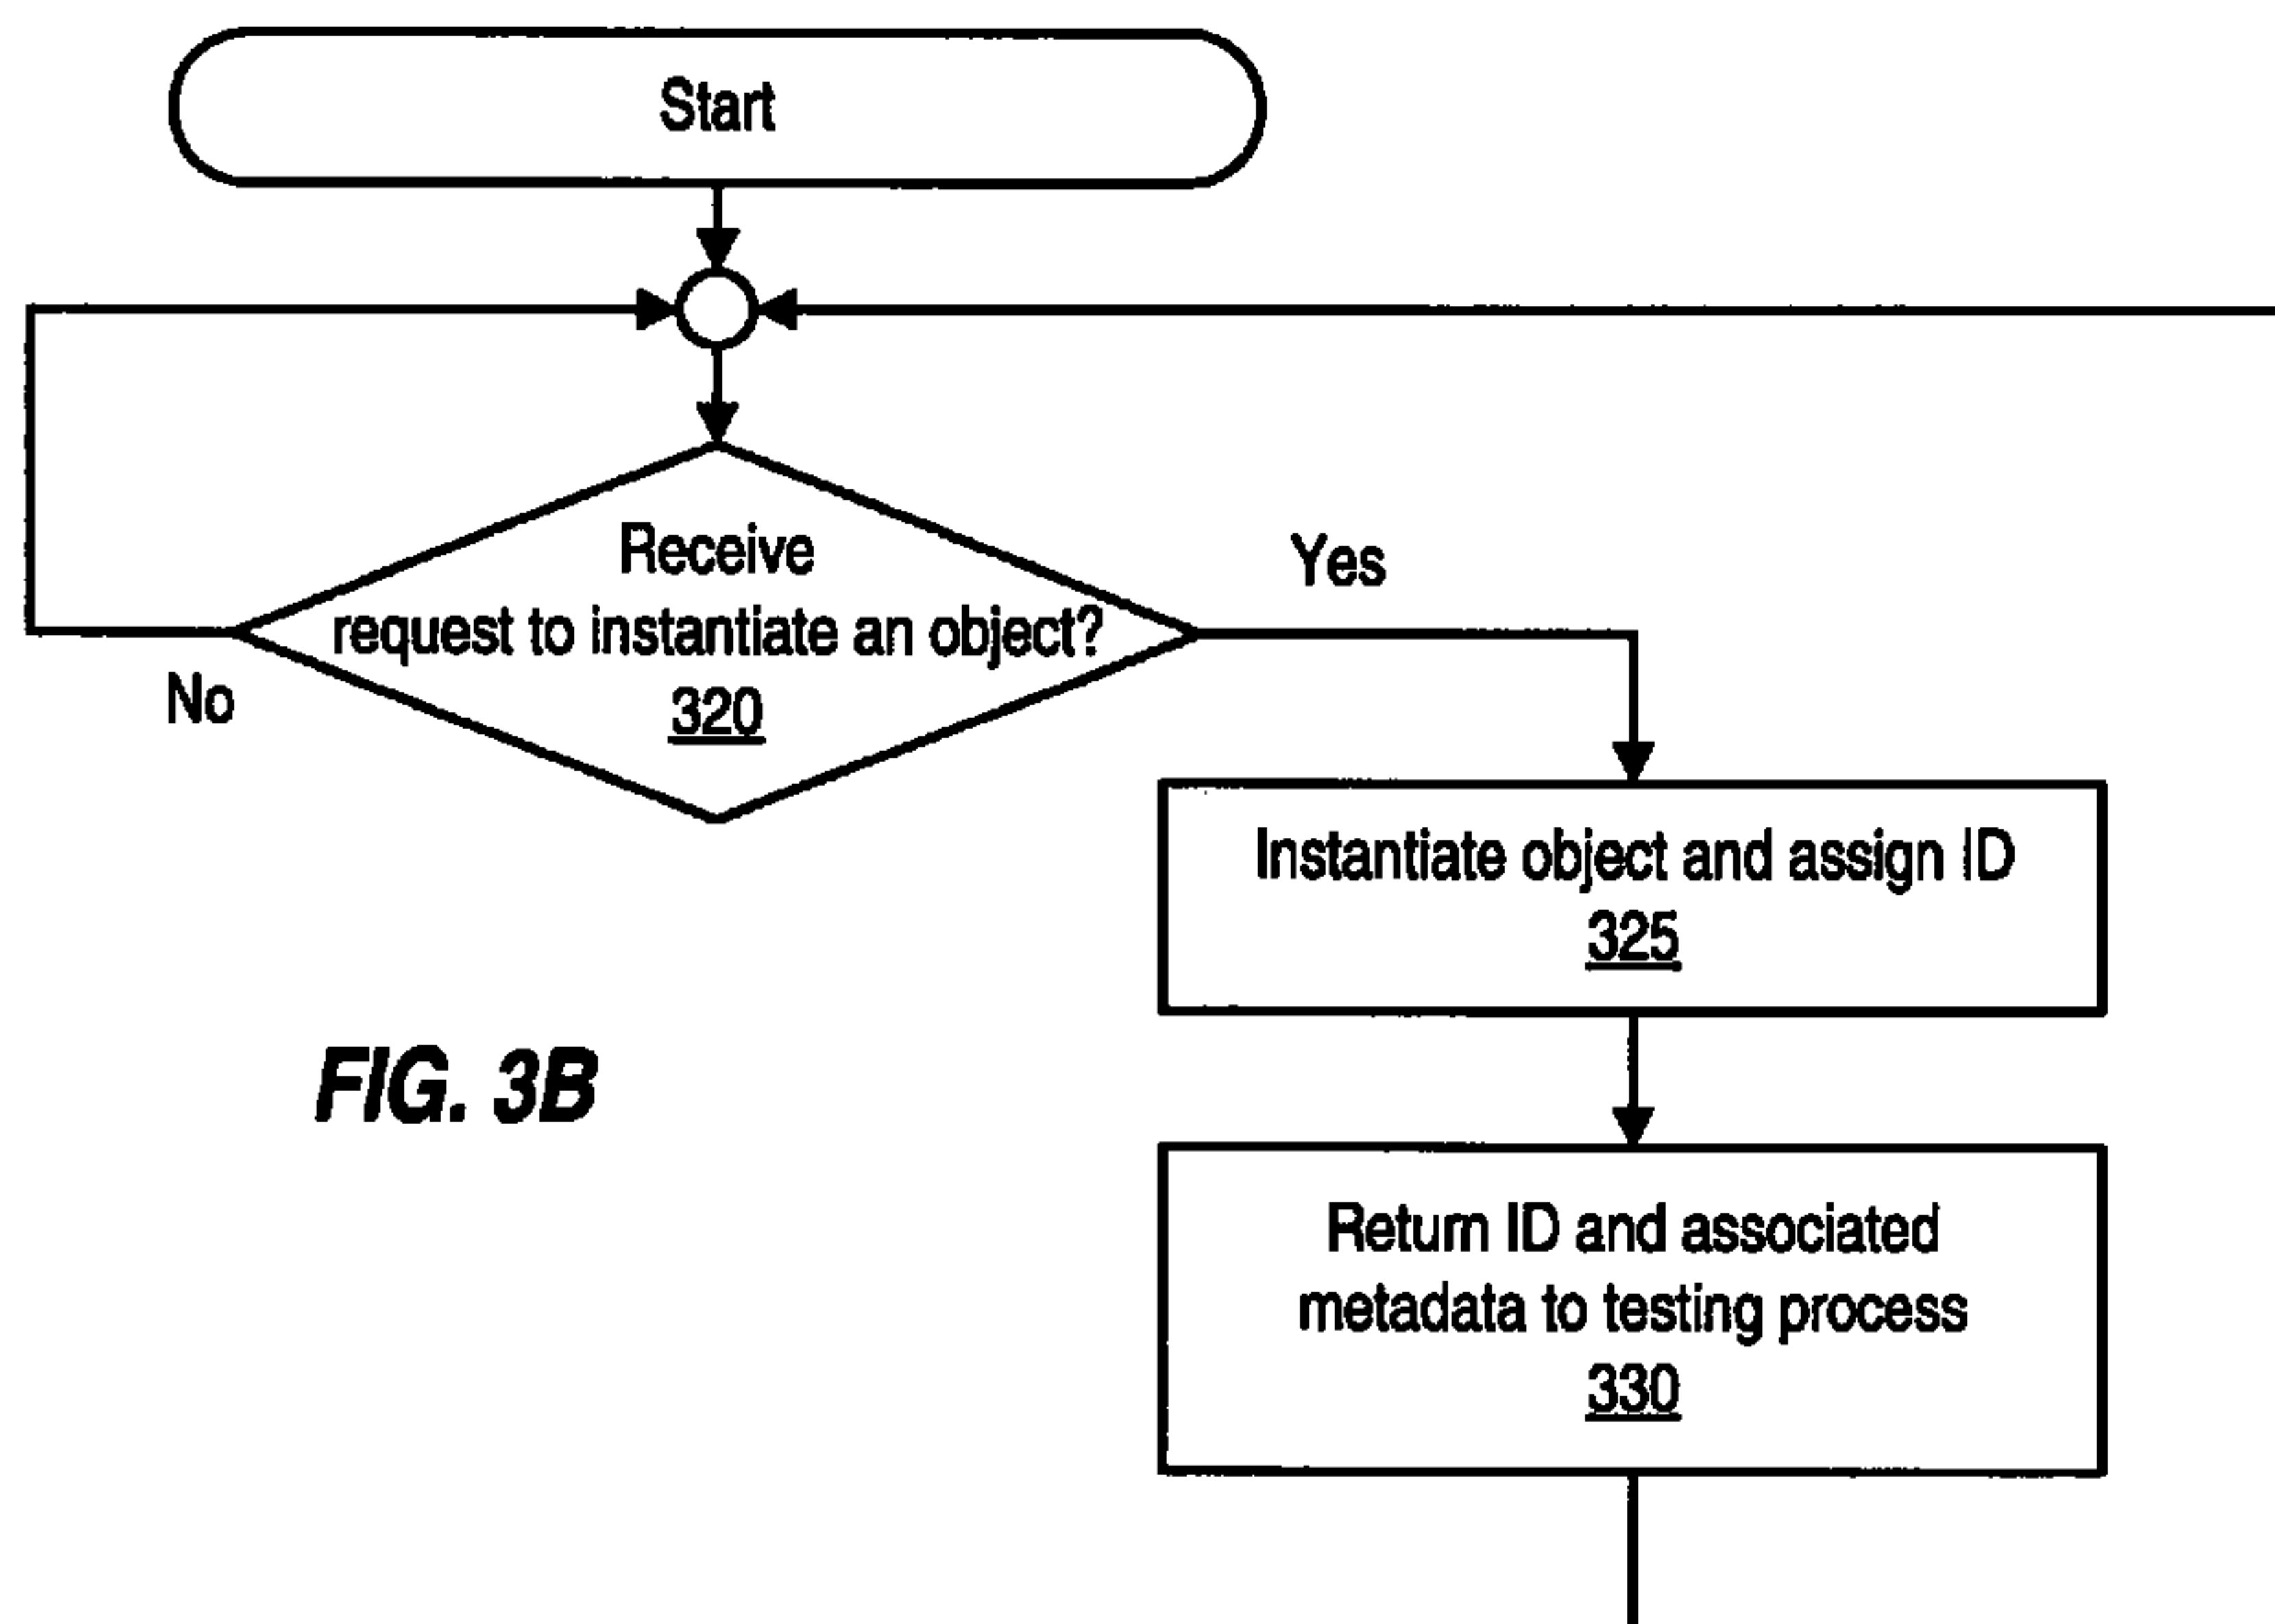 Start
Receive
request to instantiate an object?
320
Yes
No
Instantiate object and assign ID
325
FIG. 3B
Return ID and associated
metadata to testing process
330